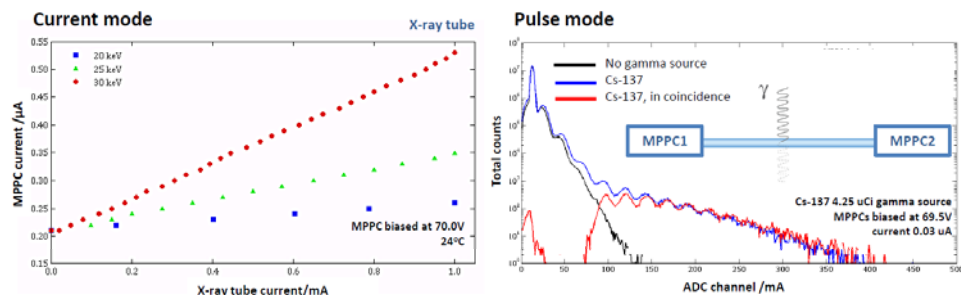 Current mode
X-ray tube
MPPC current /μA
0.55
0.50
0.45
0.40
0.35
0.30
0.25
0.20
0.15
20 keV
25 keV
30 keV
MPPC biased at 70.0V
24°C
0.0
0.2
0.4
0.6
0.8
1.0
X-ray tube current/mA
Pulse mode
Total counts
No gamma source
Cs-137
Cs-137, in coincidence
γ
MPPC1
MPPC2
Cs-137 4.25 uCi gamma source
MPPCs biased at 69.5V
current 0.03 uA
0
50
100
150
200
250
300
350
400
450
500
ADC channel /mA